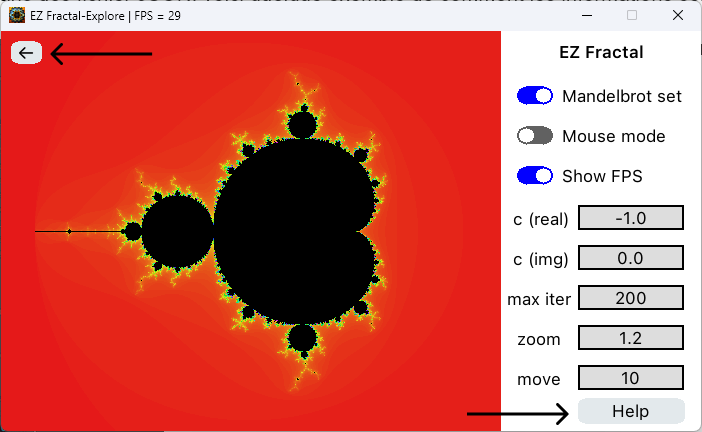 EZ Fractal-Explore | FPS = 29
EZ Fractal
Mandelbrot set
Mouse mode
Show FPS
c (real) -1.0
c (img) 0.0
max iter 200
zoom 1.2
move 10
Help